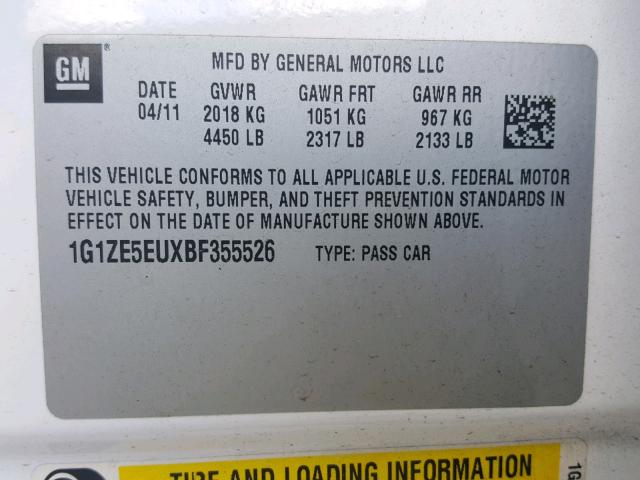 GM
MFD BY GENERAL MOTORS LLC
DATE GVWR GAWR FRT GAWR RR
04/11 2018 KG 1051 KG 967 KG
4450 LB 2317 LB 2133 LB
THIS VEHICLE CONFORMS TO ALL APPLICABLE U.S. FEDERAL MOTOR
VEHICLE SAFETY, BUMPER, AND THEFT PREVENTION STANDARDS IN
EFFECT ON THE DATE OF MANUFACTURE SHOWN ABOVE.
1G1ZE5EUXBF355526 TYPE: PASS CAR
TIRE AND LOADING INFORMATION
1G